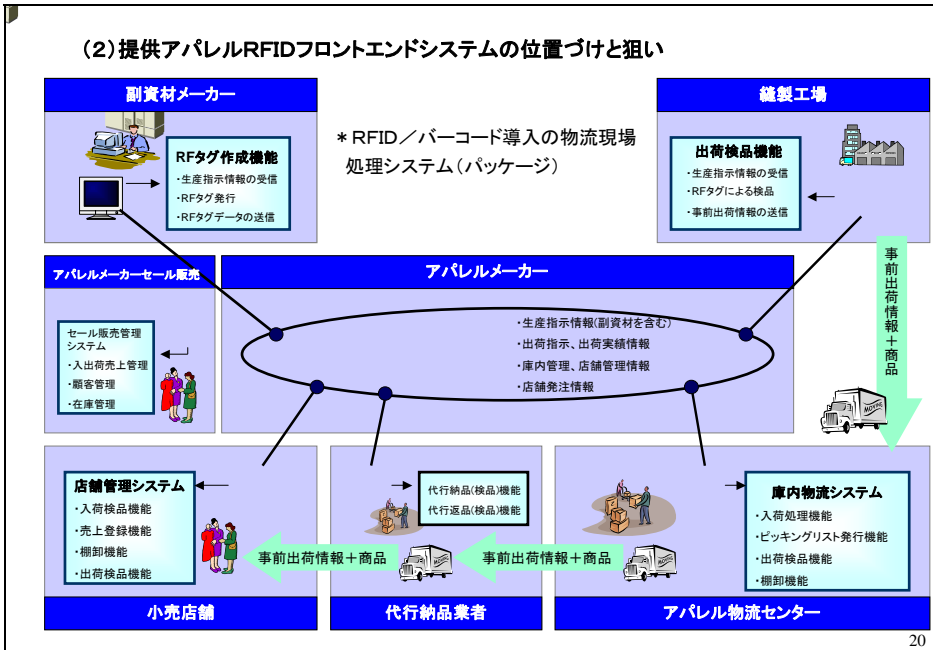 (2)提供アパレルRFIDフロントエンドシステムの位置づけと狙い
副資材メーカー
RFタグ作成機能
・生産指示情報の受信
・RFタグ発行
・RFタグデータの送信
＊RFID／バーコード導入の物流現場
処理システム(パッケージ)
縫製工場
出荷検品機能
・生産指示情報の受信
・RFタグによる検品
・事前出荷情報の送信
事前出荷情報＋商品
アパレルメーカーセール販売
セール販売管理
システム
・入出荷売上管理
・顧客管理
・在庫管理
アパレルメーカー
・生産指示情報(副資材を含む)
・出荷指示、出荷実績情報
・庫内管理、店舗管理情報
・店舗発注情報
MOVING
店舗管理システム
・入荷検品機能
・売上登録機能
・棚卸機能
・出荷検品機能
事前出荷情報＋商品
小売店舗
代行納品(検品)機能
代行返品(検品)機能
事前出荷情報＋商品
代行納品業者
庫内物流システム
・入荷処理機能
・ピッキングリスト発行機能
・出荷検品機能
・棚卸機能
アパレル物流センター
20